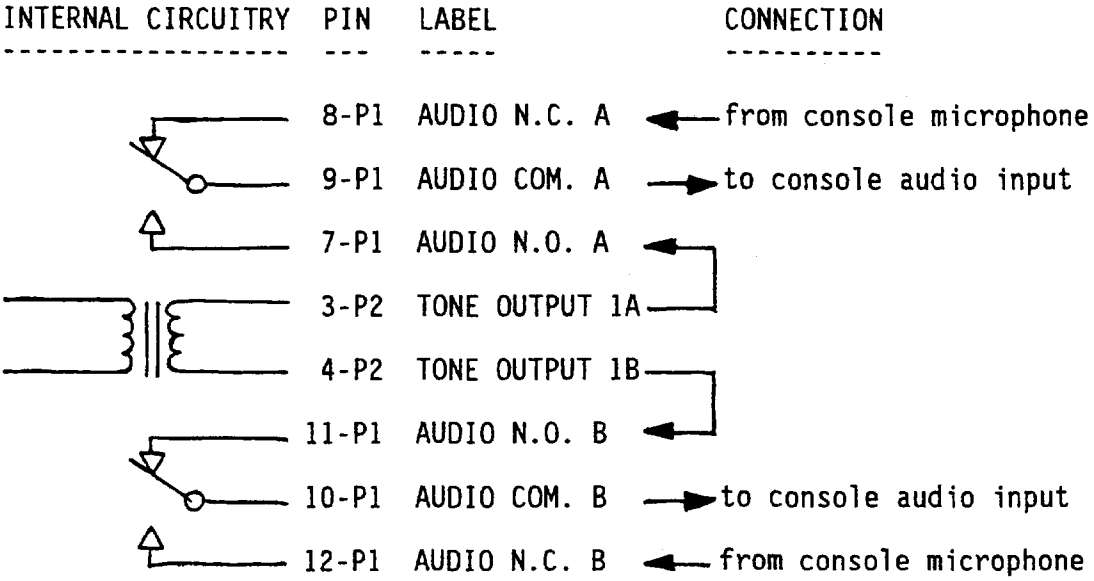 INTERNAL CIRCUITRY PIN LABEL CONNECTION
8-P1 AUDIO N.C. A from console microphone
9-P1 AUDIO COM. A to console audio input
7-P1 AUDIO N.O. A
3-P2 TONE OUTPUT 1A
4-P2 TONE OUTPUT 1B
11-P1 AUDIO N.O. B
10-P1 AUDIO COM. B to console audio input
12-P1 AUDIO N.C. B from console microphone